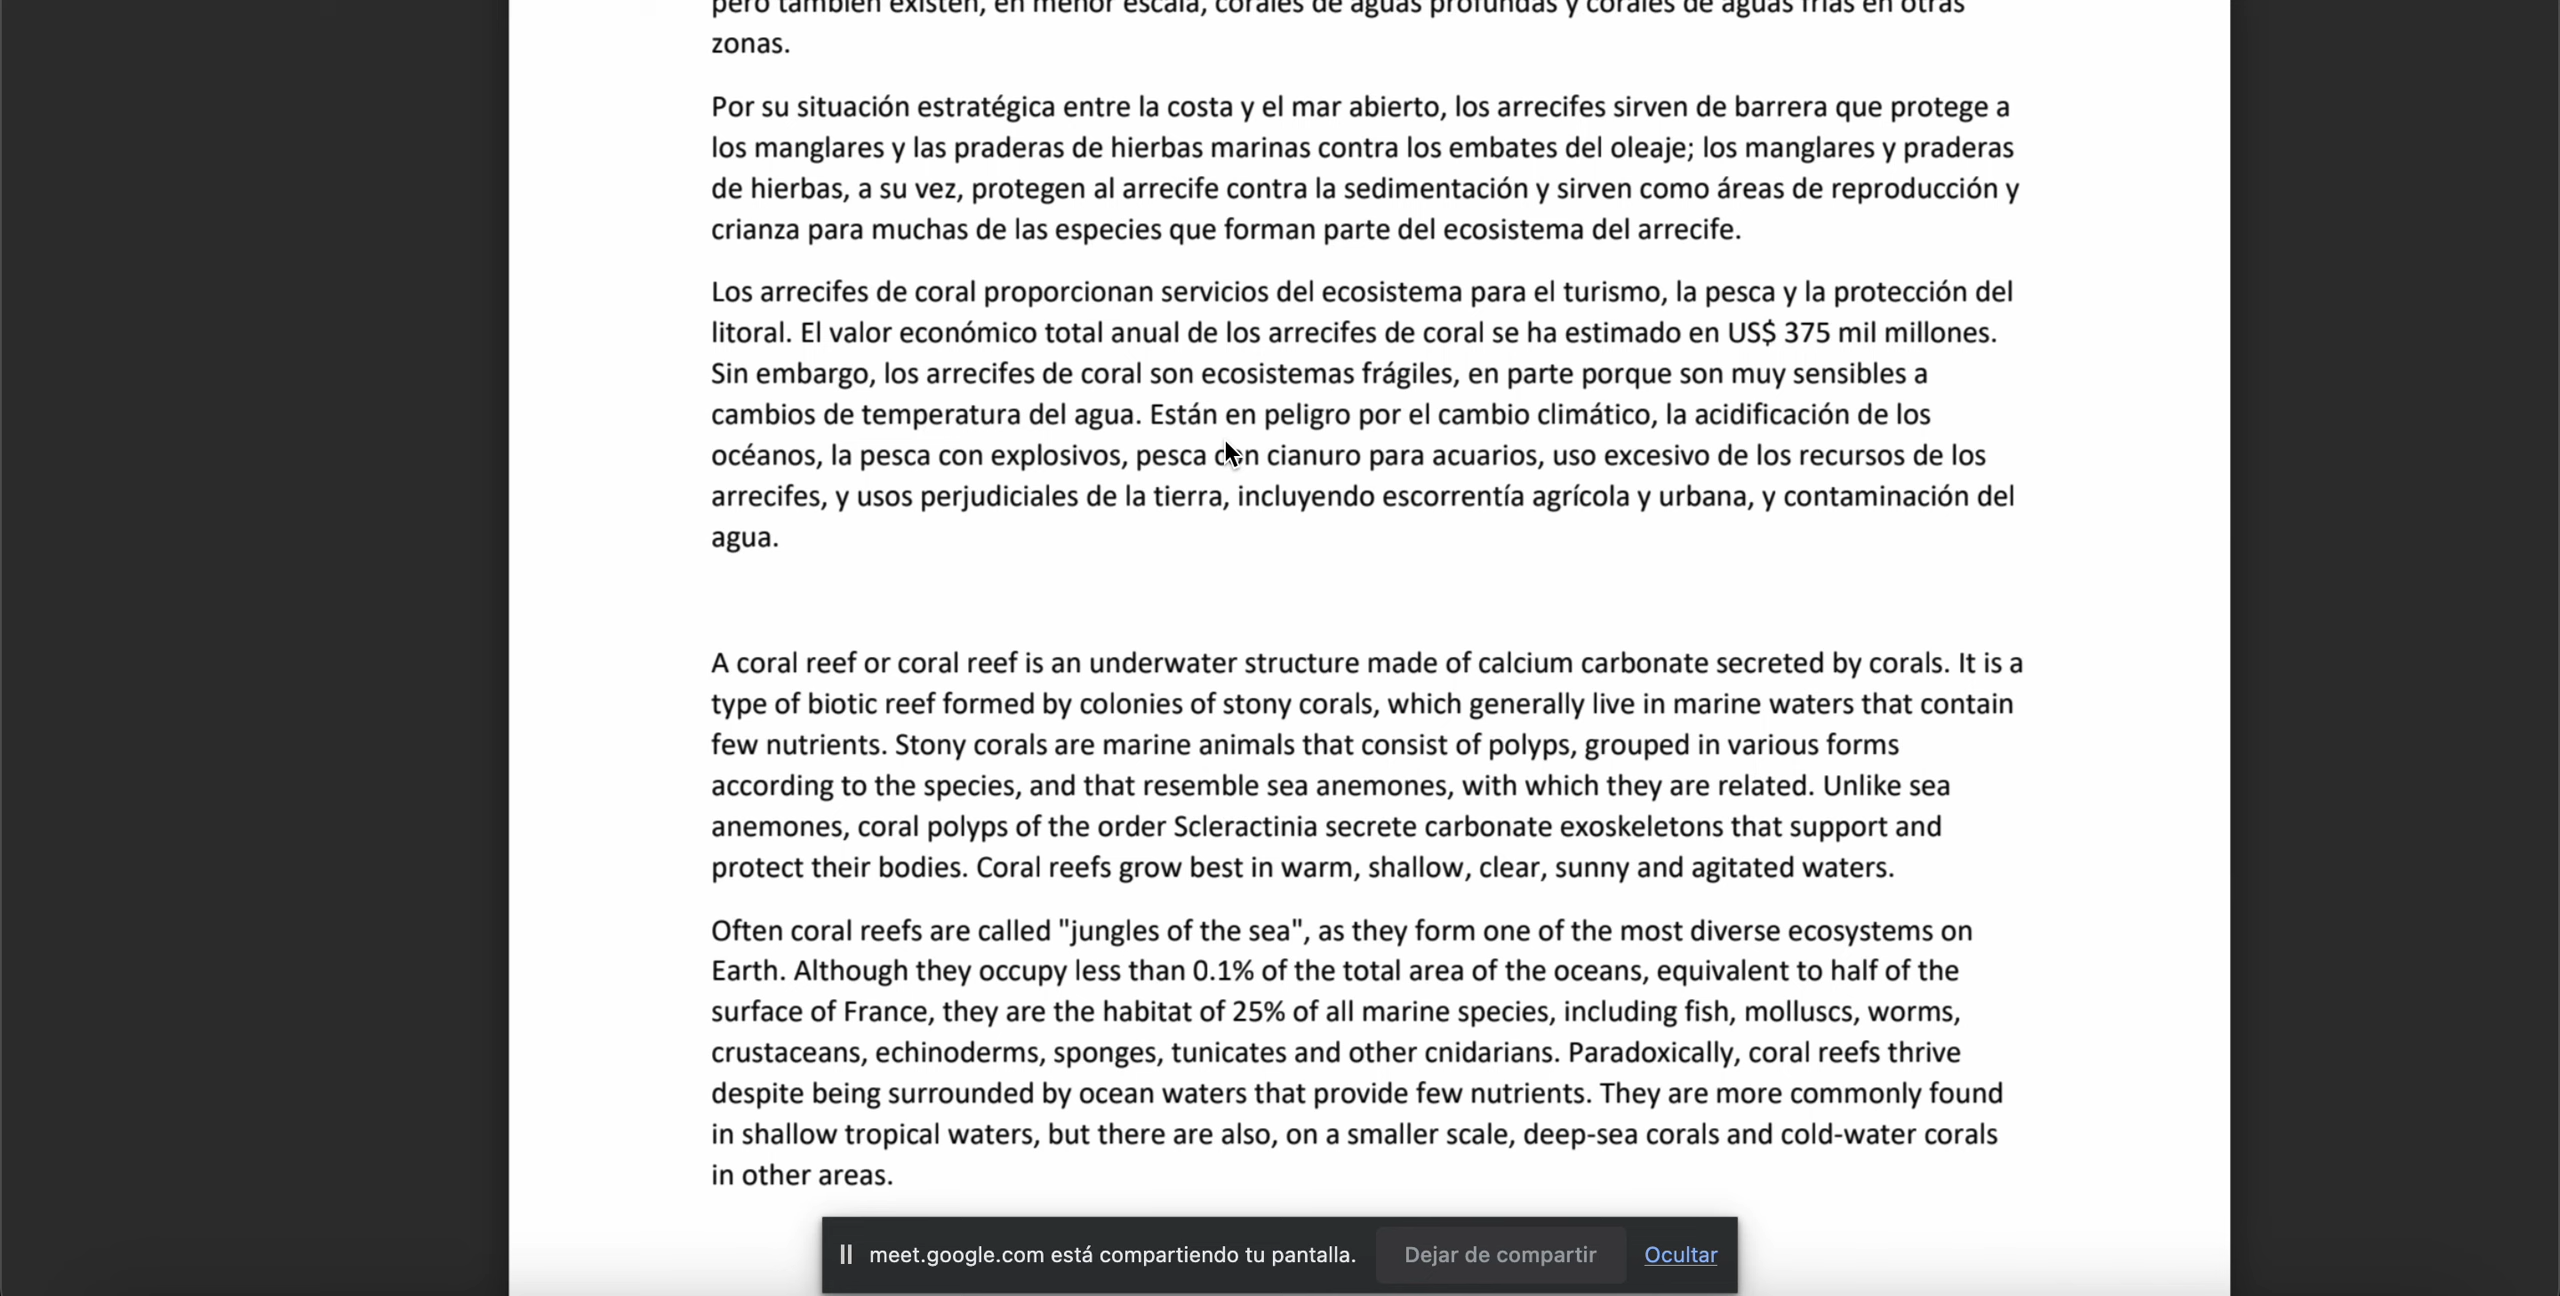 pero también existen, en menor escala, corales de aguas profundas y corales de aguas frías en otras
zonas.
Por su situación estratégica entre la costa y el mar abierto, los arrecifes sirven de barrera que protege a
los manglares y las praderas de hierbas marinas contra los embates del oleaje; los manglares y praderas
de hierbas, a su vez, protegen al arrecife contra la sedimentación y sirven como áreas de reproducción y
crianza para muchas de las especies que forman parte del ecosistema del arrecife.
Los arrecifes de coral proporcionan servicios del ecosistema para el turismo, la pesca y la protección del
litoral. El valor económico total anual de los arrecifes de coral se ha estimado en US$ 375 mil millones.
Sin embargo, los arrecifes de coral son ecosistemas frágiles, en parte porque son muy sensibles a
cambios de temperatura del agua. Están en peligro por el cambio climático, la acidificación de los
océanos, la pesca con explosivos, pesca con cianuro para acuarios, uso excesivo de los recursos de los
arrecifes, y usos perjudiciales de la tierra, incluyendo escorrentía agrícola y urbana, y contaminación del
agua.
A coral reef or coral reef is an underwater structure made of calcium carbonate secreted by corals. It is a
type of biotic reef formed by colonies of stony corals, which generally live in marine waters that contain
few nutrients. Stony corals are marine animals that consist of polyps, grouped in various forms
according to the species, and that resemble sea anemones, with which they are related. Unlike sea
anemones, coral polyps of the order Scleractinia secrete carbonate exoskeletons that support and
protect their bodies. Coral reefs grow best in warm, shallow, clear, sunny and agitated waters.
Often coral reefs are called "jungles of the sea", as they form one of the most diverse ecosystems on
Earth. Although they occupy less than 0.1% of the total area of the oceans, equivalent to half of the
surface of France, they are the habitat of 25% of all marine species, including fish, molluscs, worms,
crustaceans, echinoderms, sponges, tunicates and other cnidarians. Paradoxically, coral reefs thrive
despite being surrounded by ocean waters that provide few nutrients. They are more commonly found
in shallow tropical waters, but there are also, on a smaller scale, deep-sea corals and cold-water corals
in other areas.
meet.google.com está compartiendo tu pantalla. Dejar de compartir Ocultar